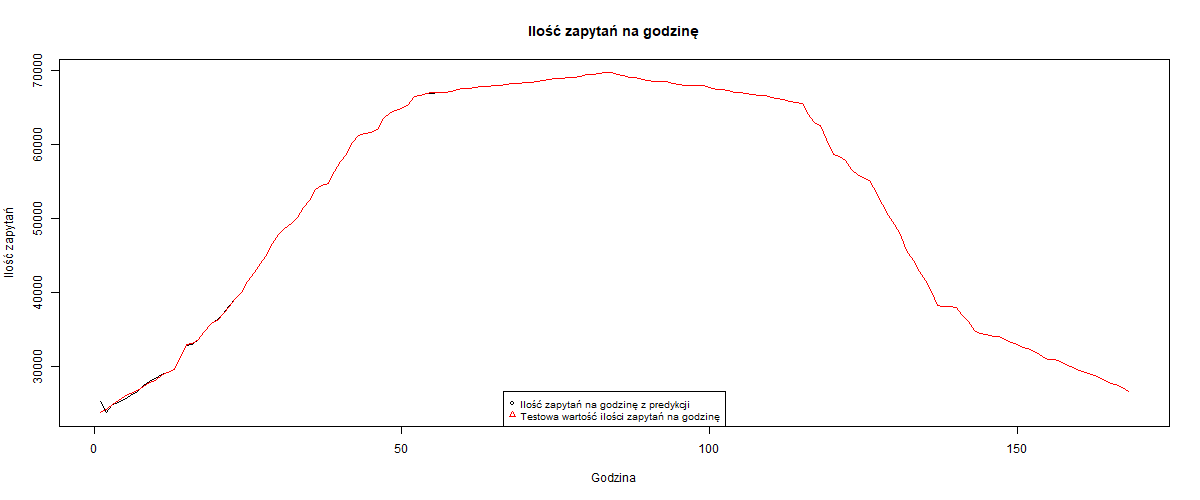 Ilość zapytań na godzinę
Ilość zapytań
70000
60000
50000
40000
30000
Ilość zapytań na godzinę z predykcji
Testowa wartość ilości zapytań na godzinę
0
50
100
150
Godzina